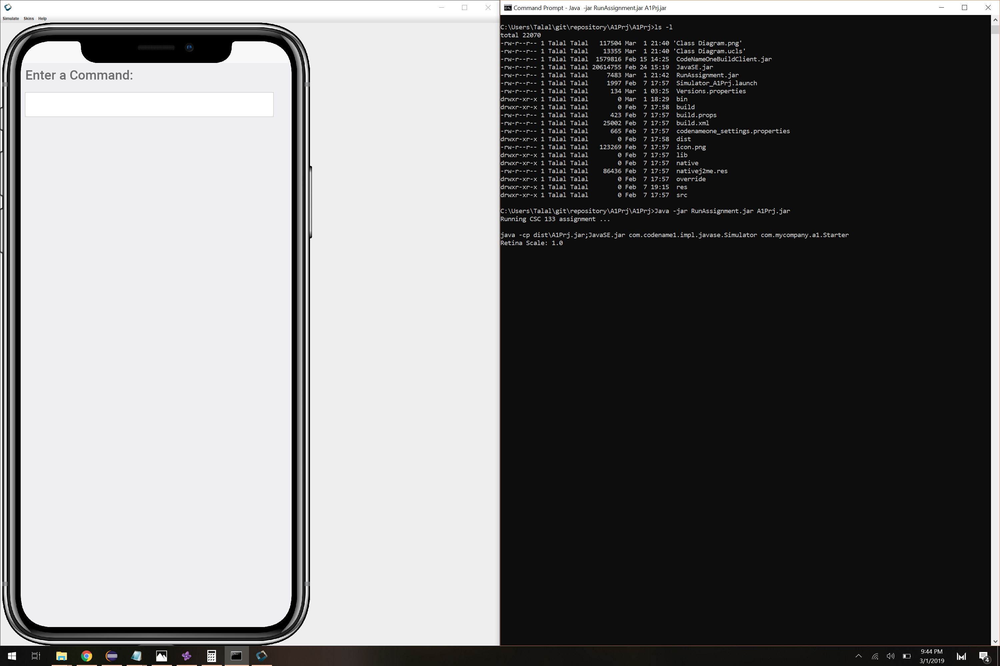 Simulate Skins Help
Enter a Command:
Command Prompt - Java  -jar RunAssignment.jar A1Prj.jar
C:\Users\Talal\git\repository\A1Prj\A1Prj>ls -l
total 22070
-rw-r--r-- 1 Talal Talal   117504 Mar  1 21:40 'Class Diagram.png'
-rw-r--r-- 1 Talal Talal    13355 Mar  1 21:40 'Class Diagram.ucls'
-rw-r--r-- 1 Talal Talal  1579816 Feb 15 14:25  CodeNameOneBuildClient.jar
-rw-r--r-- 1 Talal Talal 20614755 Feb 24 15:19  JavaSE.jar
-rw-r--r-- 1 Talal Talal     7483 Mar  1 21:42  RunAssignment.jar
-rw-r--r-- 1 Talal Talal     1997 Feb  7 17:57  Simulator_A1Prj.launch
-rw-r--r-- 1 Talal Talal      134 Mar  1 03:25  Versions.properties
drwxr-xr-x 1 Talal Talal        0 Mar  1 18:29  bin
drwxr-xr-x 1 Talal Talal        0 Feb  7 17:58  build
-rw-r--r-- 1 Talal Talal      423 Feb  7 17:57  build.props
-rw-r--r-- 1 Talal Talal    25002 Feb  7 17:57  build.xml
-rw-r--r-- 1 Talal Talal      665 Feb  7 17:57  codenameone_settings.properties
drwxr-xr-x 1 Talal Talal        0 Feb  7 17:58  dist
-rw-r--r-- 1 Talal Talal   123269 Feb  7 17:57  icon.png
drwxr-xr-x 1 Talal Talal        0 Feb  7 17:57  lib
drwxr-xr-x 1 Talal Talal        0 Feb  7 17:57  native
-rw-r--r-- 1 Talal Talal    86436 Feb  7 17:57  nativej2me.res
drwxr-xr-x 1 Talal Talal        0 Feb  7 17:57  override
drwxr-xr-x 1 Talal Talal        0 Feb  7 19:15  res
drwxr-xr-x 1 Talal Talal        0 Feb  7 17:57  src
C:\Users\Talal\git\repository\A1Prj\A1Prj>Java -jar RunAssignment.jar A1Prj.jar
Running CSC 133 assignment ...
java -cp dist\A1Prj.jar;JavaSE.jar com.codename1.impl.javase.Simulator com.mycompany.a1.Starter
Retina Scale: 1.0
9:44 PM
3/1/2019
4